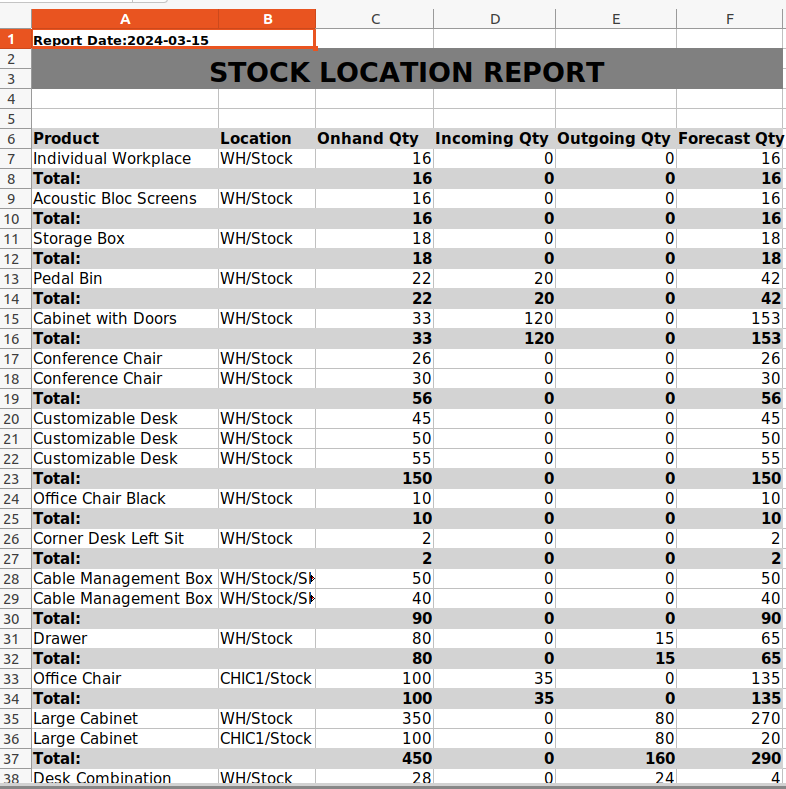 A B C D E F
1 Report Date:2024-03-15
2
3 STOCK LOCATION REPORT
4
5
6 Product Location Onhand Qty Incoming Qty Outgoing Qty Forecast Qty
7 Individual Workplace WH/Stock 16 0 0 16
8 Total: 16 0 0 16
9 Acoustic Bloc Screens WH/Stock 16 0 0 16
10 Total: 16 0 0 16
11 Storage Box WH/Stock 18 0 0 18
12 Total: 18 0 0 18
13 Pedal Bin WH/Stock 22 20 0 42
14 Total: 22 20 0 42
15 Cabinet with Doors WH/Stock 33 120 0 153
16 Total: 33 120 0 153
17 Conference Chair WH/Stock 26 0 0 26
18 Conference Chair WH/Stock 30 0 0 30
19 Total: 56 0 0 56
20 Customizable Desk WH/Stock 45 0 0 45
21 Customizable Desk WH/Stock 50 0 0 50
22 Customizable Desk WH/Stock 55 0 0 55
23 Total: 150 0 0 150
24 Office Chair Black WH/Stock 10 0 0 10
25 Total: 10 0 0 10
26 Corner Desk Left Sit WH/Stock 2 0 0 2
27 Total: 2 0 0 2
28 Cable Management Box WH/Stock/S 50 0 0 50
29 Cable Management Box WH/Stock/S 40 0 0 40
30 Total: 90 0 0 90
31 Drawer WH/Stock 80 0 15 65
32 Total: 80 0 15 65
33 Office Chair CHIC1/Stock 100 35 0 135
34 Total: 100 35 0 135
35 Large Cabinet WH/Stock 350 0 80 270
36 Large Cabinet CHIC1/Stock 100 0 80 20
37 Total: 450 0 160 290
38 Desk Combination WH/Stock 28 0 24 4